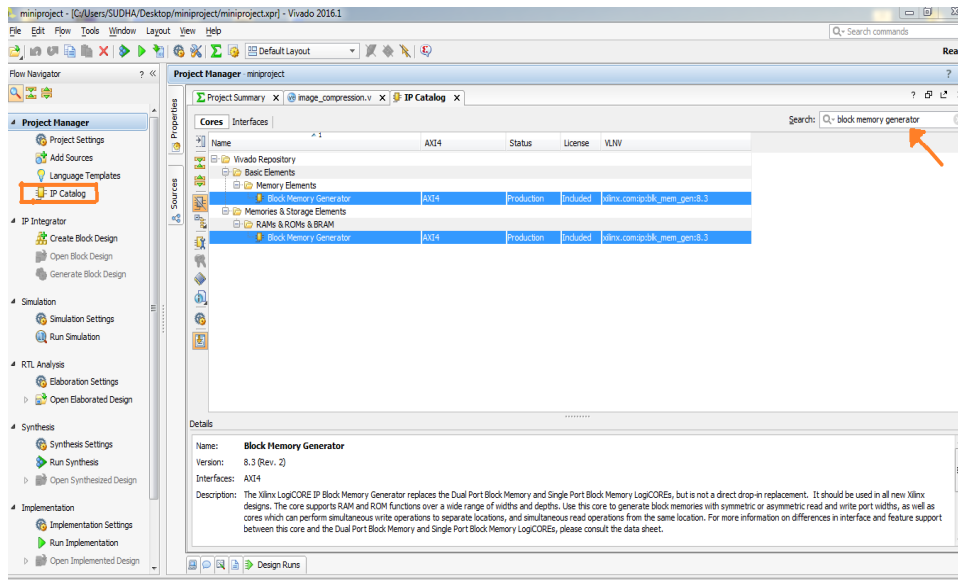 miniproject - [C:/Users/SUDHA/Desktop/miniproject/miniproject.xpr] - Vivado 2016.1
File Edit Flow Tools Window Layout View Help
Search commands
Default Layout
Rea
Flow Navigator
Project Manager - miniproject
Project Summary
image_compression.v
IP Catalog
Properties
Sources
Cores
Interfaces
Search: block memory generator
Name 1 AXI4 Status License VLNV
Vivado Repository
Basic Elements
Memory Elements
Block Memory Generator AXI4 Production Included xilinx.com:ip:blk_mem_gen:8.3
Memories & Storage Elements
RAMs & ROMs & BRAM
Block Memory Generator AXI4 Production Included xilinx.com:ip:blk_mem_gen:8.3
Project Manager
Project Settings
Add Sources
Language Templates
IP Catalog
IP Integrator
Create Block Design
Open Block Design
Generate Block Design
Simulation
Simulation Settings
Run Simulation
RTL Analysis
Elaboration Settings
Open Elaborated Design
Synthesis
Synthesis Settings
Run Synthesis
Open Synthesized Design
Implementation
Implementation Settings
Run Implementation
Open Implemented Design
Details
Name: Block Memory Generator
Version: 8.3 (Rev. 2)
Interfaces: AXI4
Description: The Xilinx LogiCORE IP Block Memory Generator replaces the Dual Port Block Memory and Single Port Block Memory LogiCOREs, but is not a direct drop-in replacement. It should be used in all new Xilinx
designs. The core supports RAM and ROM functions over a wide range of widths and depths. Use this core to generate block memories with symmetric or asymmetric read and write port widths, as well as
cores which can perform simultaneous write operations to separate locations, and simultaneous read operations from the same location. For more information on differences in interface and feature support
between this core and the Dual Port Block Memory and Single Port Block Memory LogiCOREs, please consult the data sheet.
Design Runs